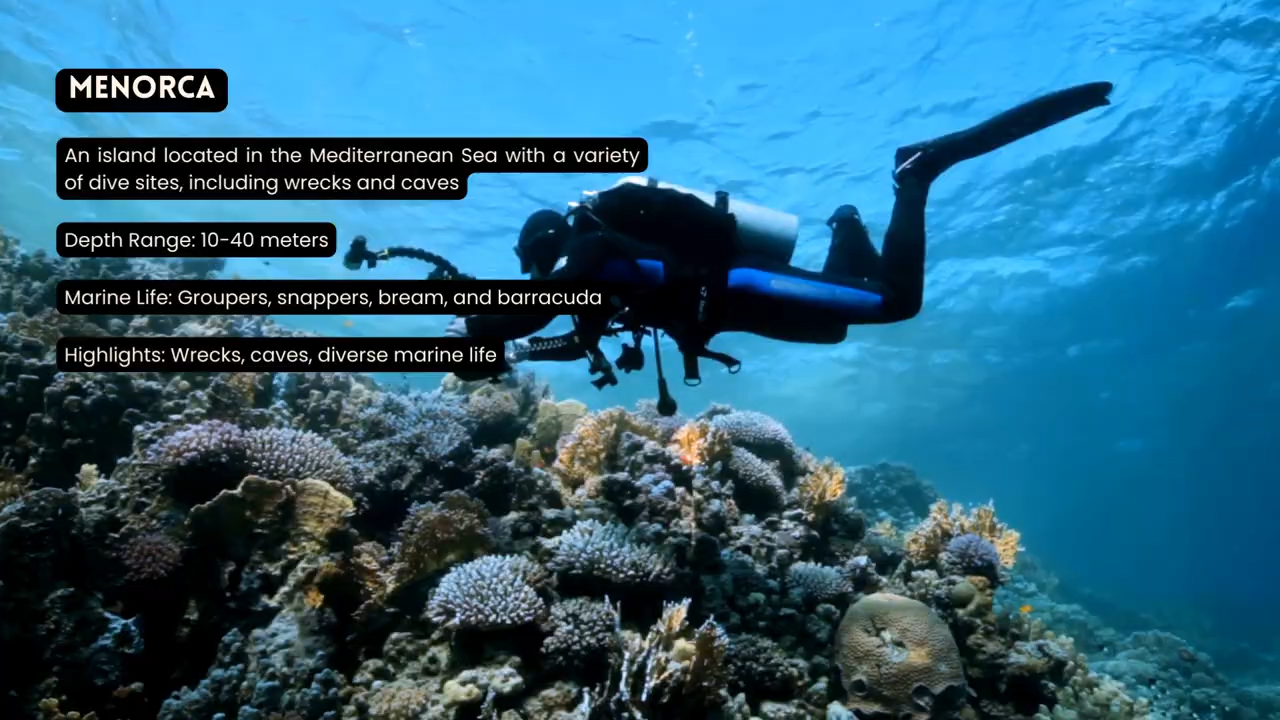 MENORCA
An island located in the Mediterranean Sea with a variety
of dive sites, including wrecks and caves
Depth Range: 10-40 meters
Marine Life: Groupers, snappers, bream, and barracuda
Highlights: Wrecks, caves, diverse marine life